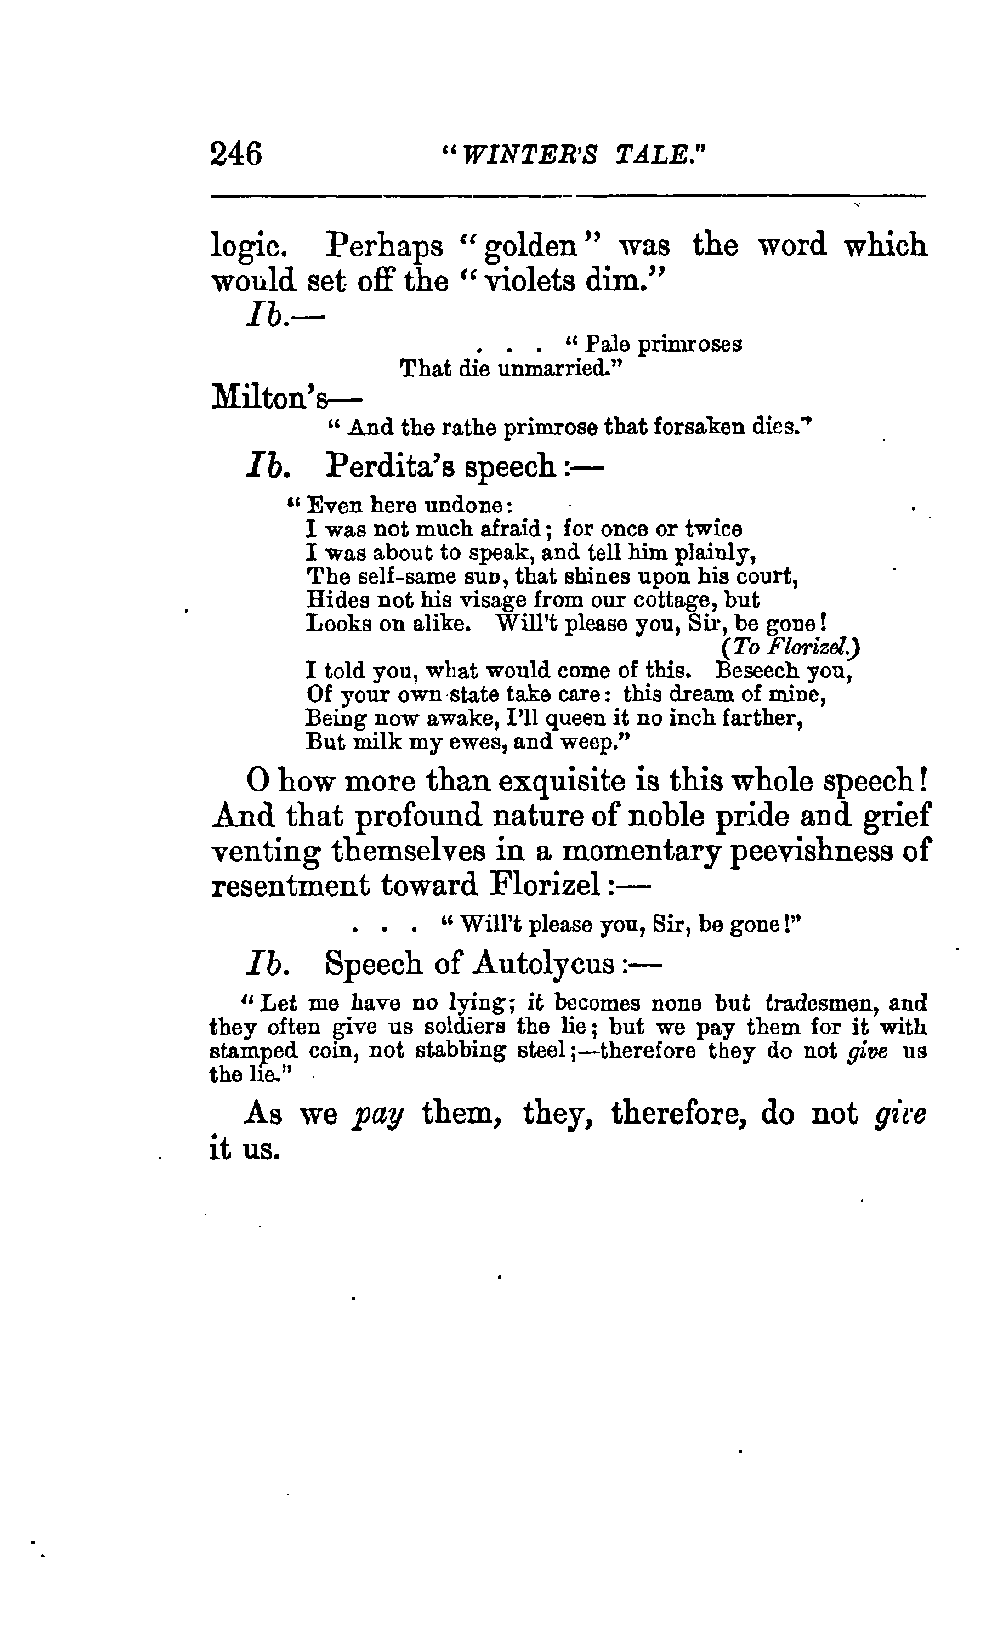 246 "WINTER'S TALE."
logic. Perhaps "golden" was the word which
would set off the "violets dim."
Ib.—
. . . "Pale primroses
That die unmarried."
Milton's—
"And the rathe primrose that forsaken dies."
Ib. Perdita's speech:—
"Even here undone:
I was not much afraid; for once or twice
I was about to speak, and tell him plainly,
The self-same sun, that shines upon his court,
Hides not his visage from our cottage, but
Looks on alike. Will't please you, Sir, be gone!
(To Florizel.)
I told you, what would come of this. Beseech you,
Of your own state take care: this dream of mine,
Being now awake, I'll queen it no inch farther,
But milk my ewes, and weep."
O how more than exquisite is this whole speech!
And that profound nature of noble pride and grief
venting themselves in a momentary peevishness of
resentment toward Florizel:—
. . . "Will't please you, Sir, be gone!"
Ib. Speech of Autolycus:—
"Let me have no lying; it becomes none but tradesmen, and
they often give us soldiers the lie; but we pay them for it with
stamped coin, not stabbing steel;—therefore they do not give us
the lie."
As we pay them, they, therefore, do not give
it us.